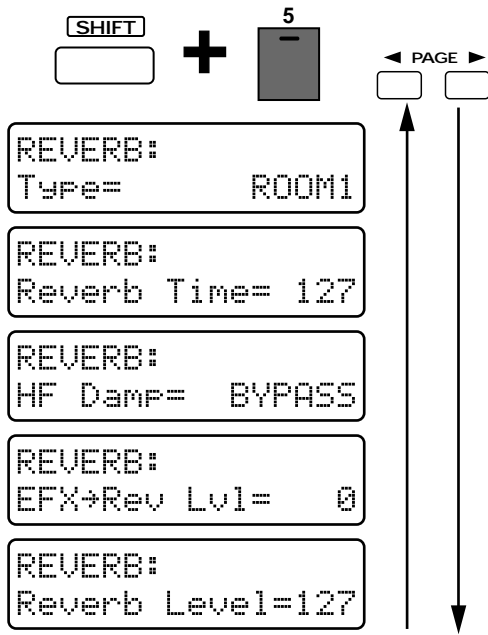 SHIFT
5
◄ PAGE ►
REVERB:
Type= ROOM1
REVERB:
Reverb Time= 127
REVERB:
HF Damp= BYPASS
REVERB:
EFX→Rev Lvl= 0
REVERB:
Reverb Level=127